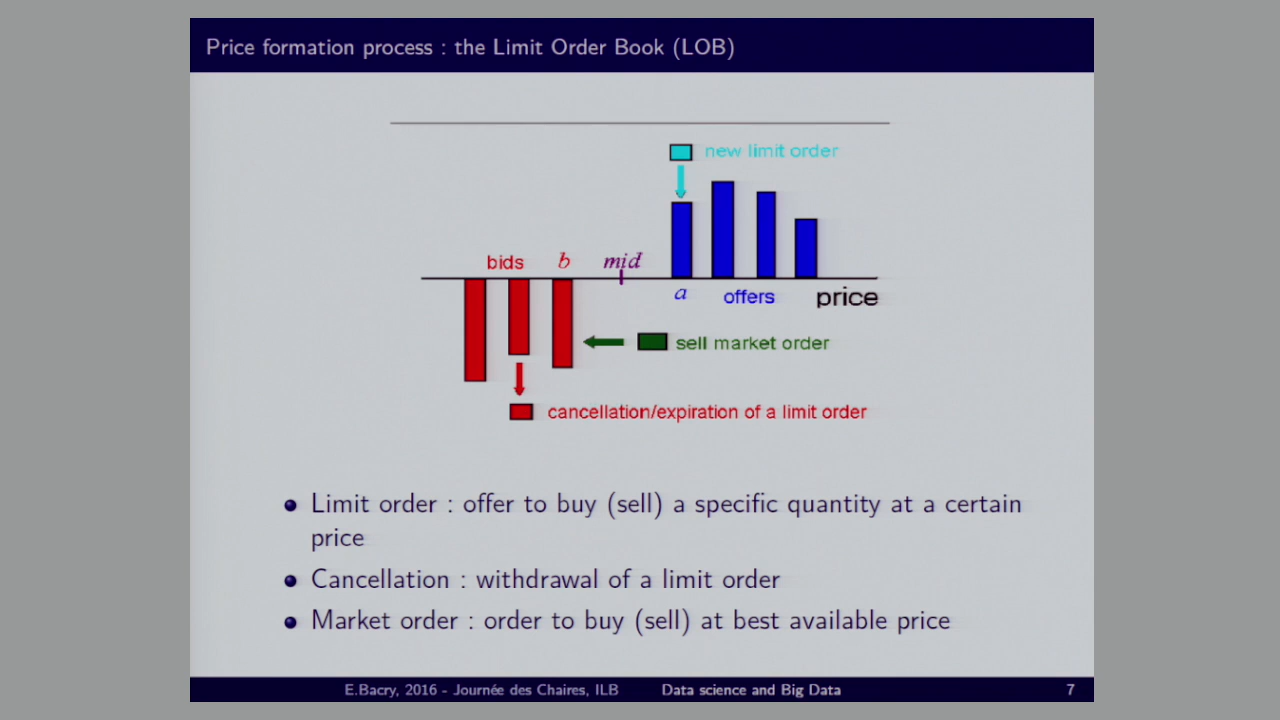 Price formation process : the Limit Order Book (LOB)
new limit order
bids b mid
a offers price
sell market order
cancellation/expiration of a limit order
Limit order : offer to buy (sell) a specific quantity at a certain
price
Cancellation : withdrawal of a limit order
Market order : order to buy (sell) at best available price
E.Bacry, 2016 - Journée des Chaires, ILB Data science and Big Data 7